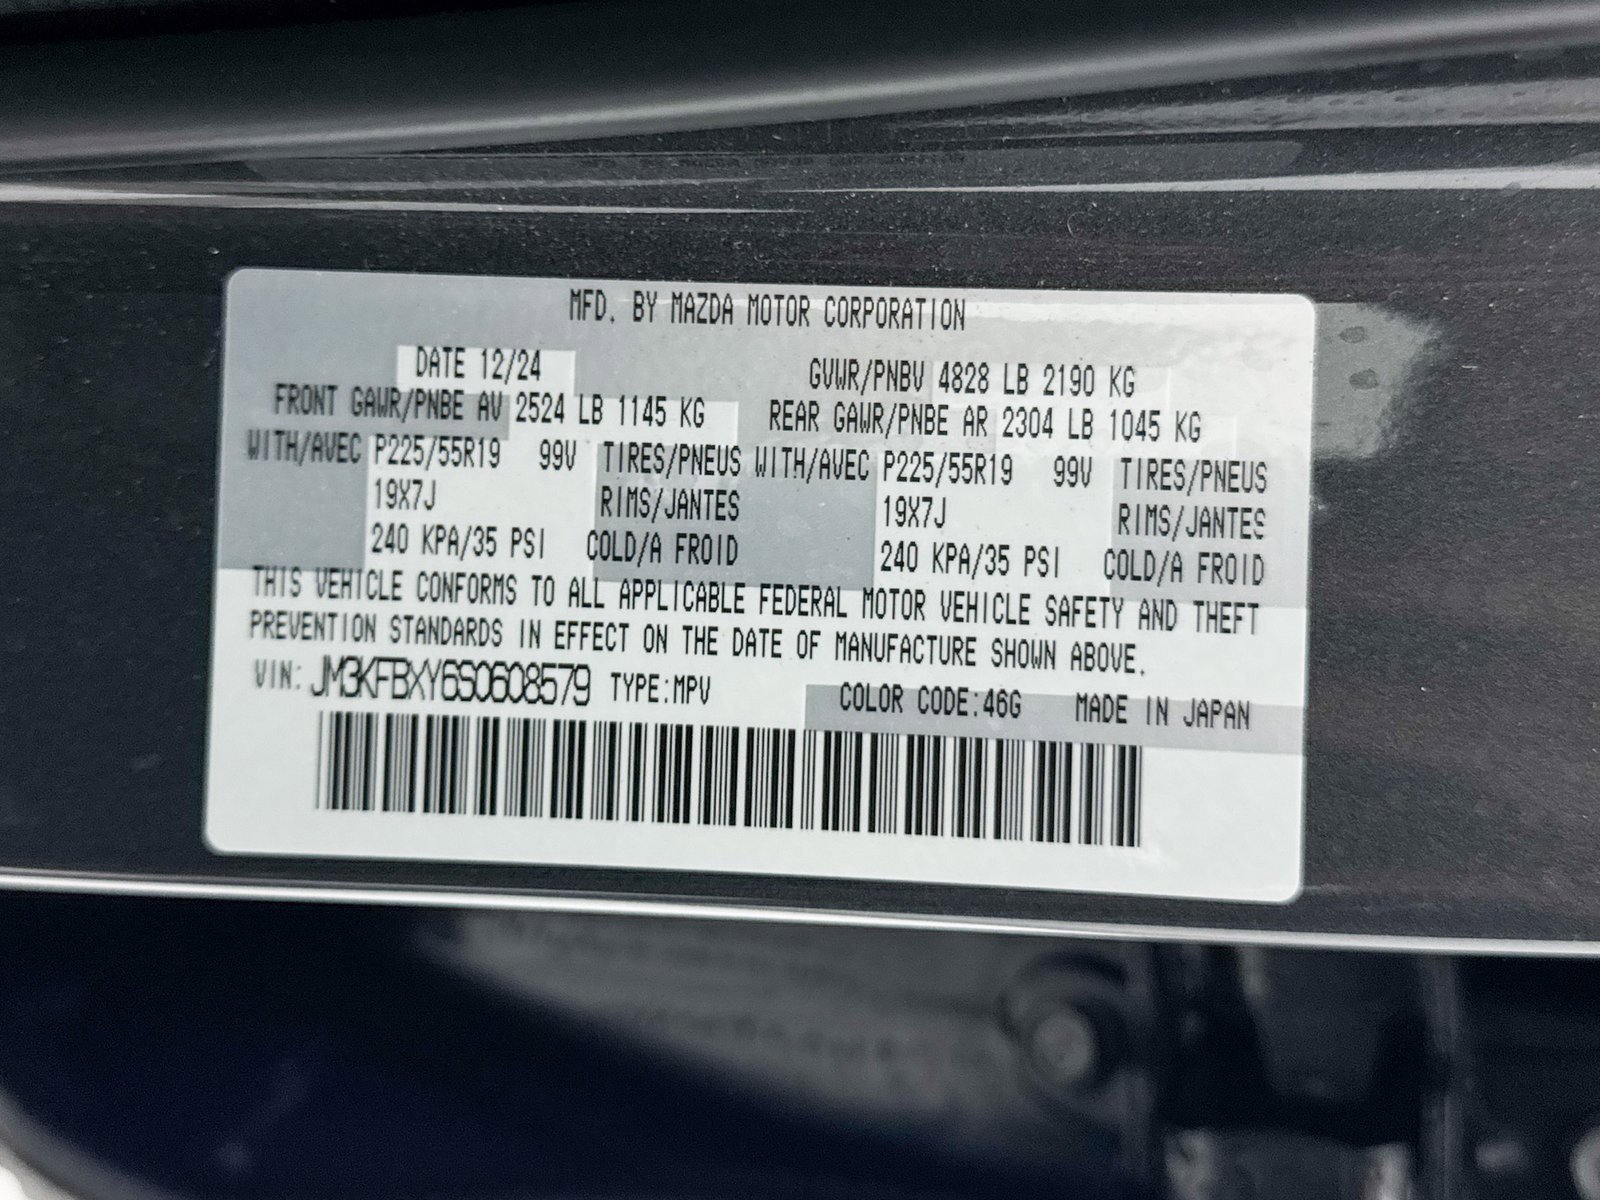 MFD. BY MAZDA MOTOR CORPORATION
DATE 12/24 GVWR/PNBV 4828 LB 2190 KG
FRONT GAWR/PNBE AV 2524 LB 1145 KG REAR GAWR/PNBE AR 2304 LB 1045 KG
WITH/AVEC P225/55R19 99V TIRES/PNEUS WITH/AVEC P225/55R19 99V TIRES/PNEUS
19X7J RIMS/JANTES 19X7J RIMS/JANTES
240 KPA/35 PSI COLD/A FROID 240 KPA/35 PSI COLD/A FROID
THIS VEHICLE CONFORMS TO ALL APPLICABLE FEDERAL MOTOR VEHICLE SAFETY AND THEFT
PREVENTION STANDARDS IN EFFECT ON THE DATE OF MANUFACTURE SHOWN ABOVE.
VIN: JM3KFBXY6S0608579 TYPE:MPV COLOR CODE:46G MADE IN JAPAN